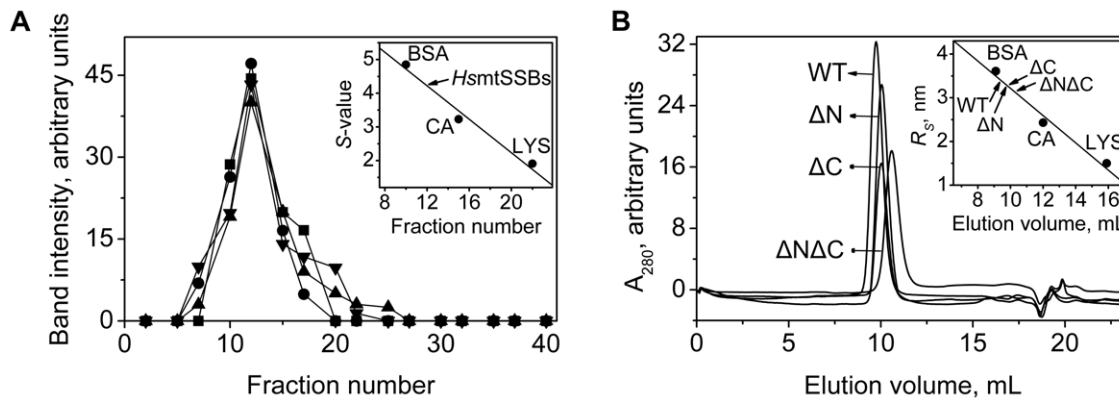 A
Band intensity, arbitrary units
45
30
15
0
0
10
20
30
40
Fraction number
S-value
5
4
3
2
8
12
16
20
24
Fraction number
BSA
HsmtSSBs
CA
LYS
B
A280, arbitrary units
32
24
16
8
0
0
5
10
15
20
Elution volume, mL
WT
ΔN
ΔC
ΔNΔC
RS, nm
4
3
2
1
8
10
12
14
16
Elution volume, mL
BSA
ΔC
ΔNΔC
WT
ΔN
CA
LYS